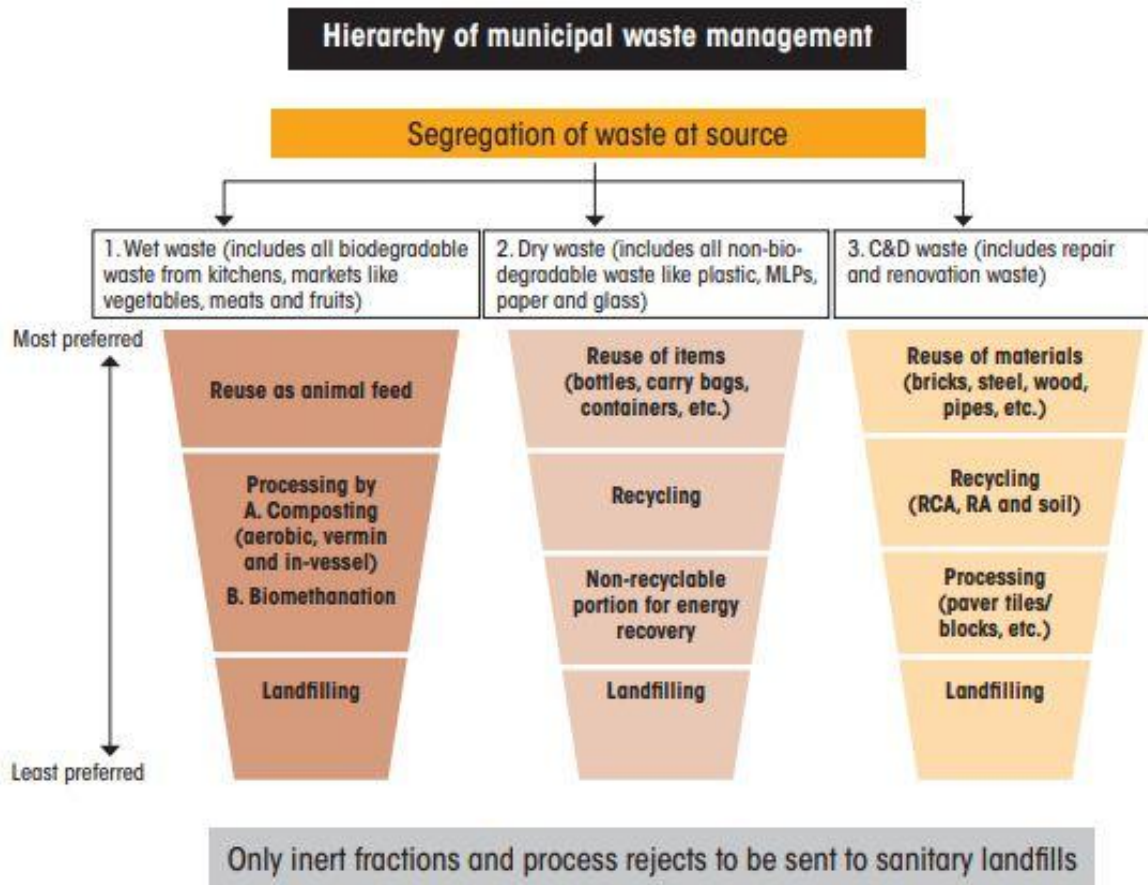 Hierarchy of municipal waste management
Segregation of waste at source
1. Wet waste (includes all biodegradable
waste from kitchens, markets like
vegetables, meats and fruits)
2. Dry waste (includes all non-bio-
degradable waste like plastic, MLPs,
paper and glass)
3. C&D waste (includes repair
and renovation waste)
Most preferred
Least preferred
Reuse as animal feed
Processing by
A. Composting
(aerobic, vermin
and in-vessel)
B. Biomethanation
Landfilling
Reuse of items
(bottles, carry bags,
containers, etc.)
Recycling
Non-recyclable
portion for energy
recovery
Landfilling
Reuse of materials
(bricks, steel, wood,
pipes, etc.)
Recycling
(RCA, RA and soil)
Processing
(paver tiles/
blocks, etc.)
Landfilling
Only inert fractions and process rejects to be sent to sanitary landfills